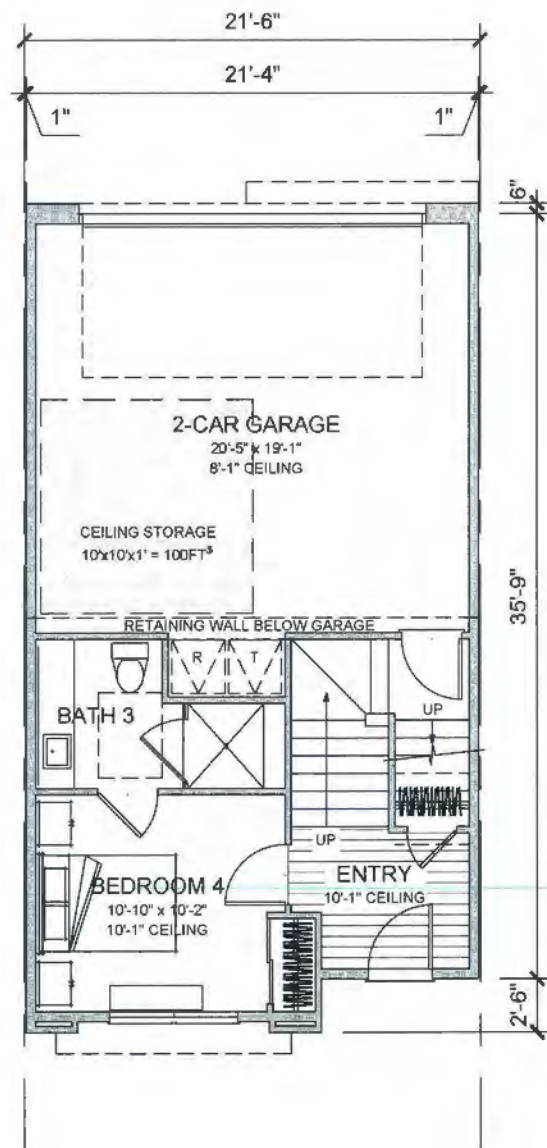 21'-6"
21'-4"
1"
1"
6"
2-CAR GARAGE
20'-5" x 19'-1"
8'-1" CEILING
CEILING STORAGE
10'x10'x1' = 100FT³
35'-9"
RETAINING WALL BELOW GARAGE
R
T
UP
BATH 3
UP
BEDROOM 4
10'-10" x 10'-2"
10'-1" CEILING
ENTRY
10'-1" CEILING
2'-6"